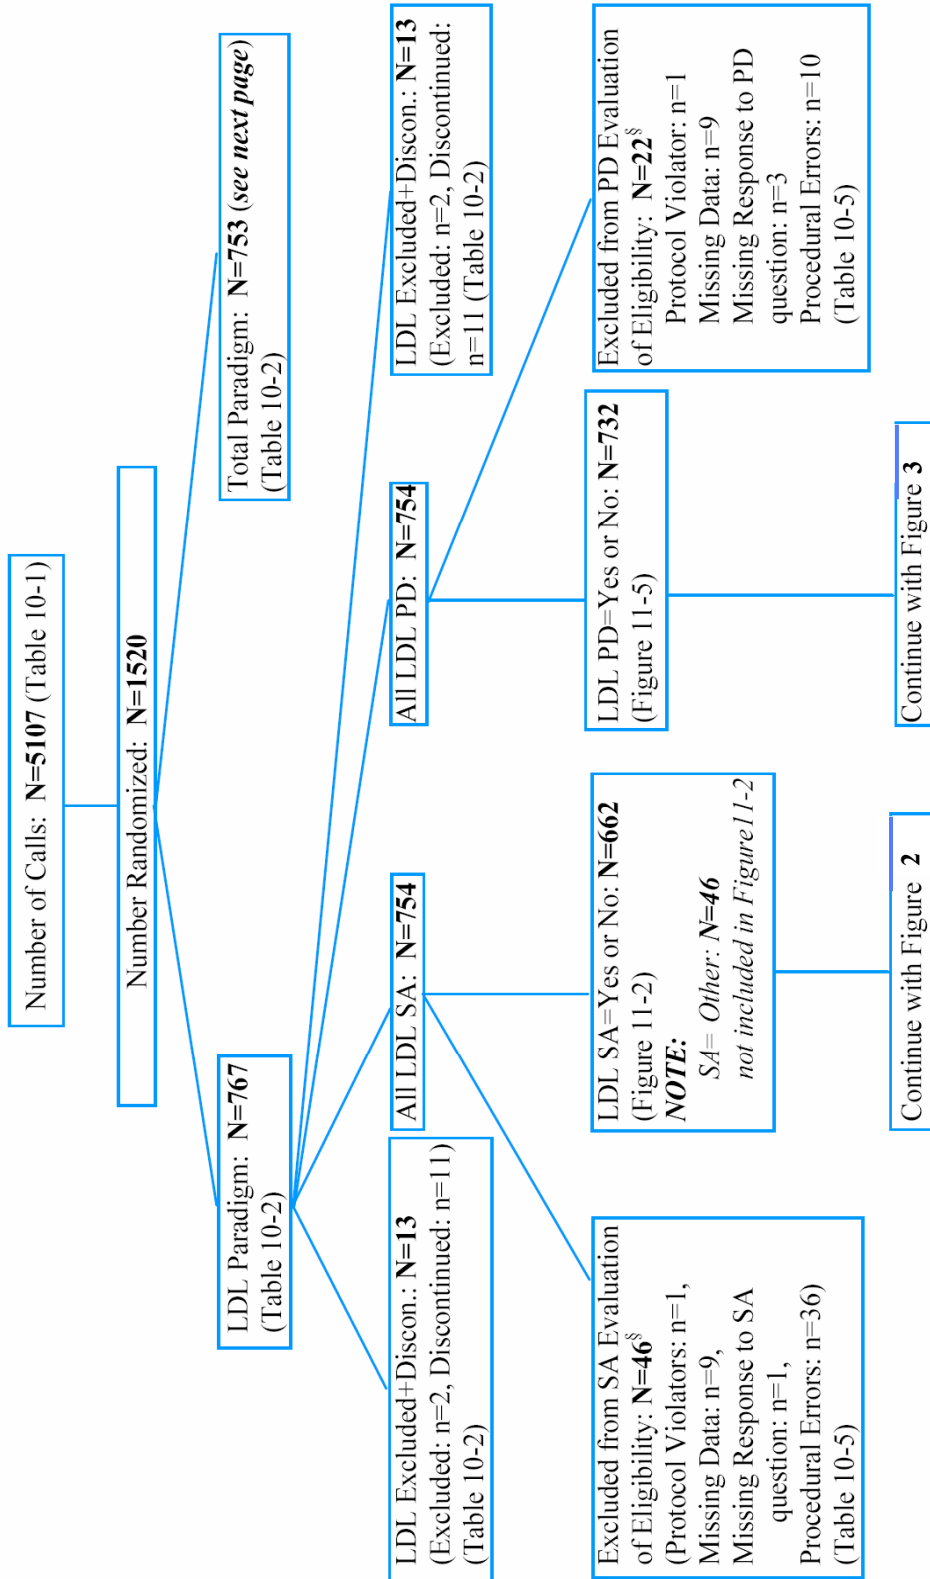 Number of Calls: N=5107 (Table 10-1)
Number Randomized: N=1520
LDL Paradigm: N=767
(Table 10-2)
Total Paradigm: N=753 (see next page)
(Table 10-2)
LDL Excluded+Discon.: N=13
(Excluded: n=2, Discontinued: n=11)
(Table 10-2)
All LDL SA: N=754
All LDL PD: N=754
LDL Excluded+Discon.: N=13
(Excluded: n=2, Discontinued:
n=11 (Table 10-2)
Excluded from SA Evaluation
of Eligibility: N=46§
(Protocol Violators: n=1,
Missing Data: n=9,
Missing Response to SA
question: n=1,
Procedural Errors: n=36)
(Table 10-5)
LDL SA=Yes or No: N=662
(Figure 11-2)
NOTE:
SA= Other: N=46
not included in Figure11-2
LDL PD=Yes or No: N=732
(Figure 11-5)
Excluded from PD Evaluation
of Eligibility: N=22§
Protocol Violator: n=1
Missing Data: n=9
Missing Response to PD
question: n=3
Procedural Errors: n=10
(Table 10-5)
Continue with Figure 2
Continue with Figure 3